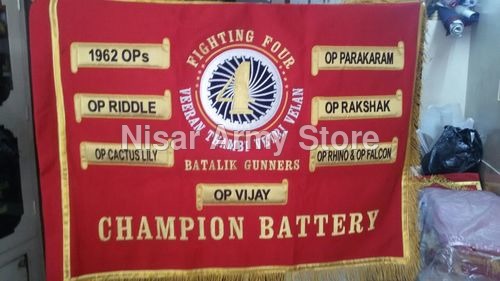 FIGHTING FOUR
1962 OPs
OP PARAKARAM
OP RIDDLE
OP RAKSHAK
VEERAN THAMBI VETRI VELAN
Nisar Army Store
OP CACTUS LILY
BATALIK GUNNERS
OP RHINO & OP FALCON
OP VIJAY
CHAMPION BATTERY